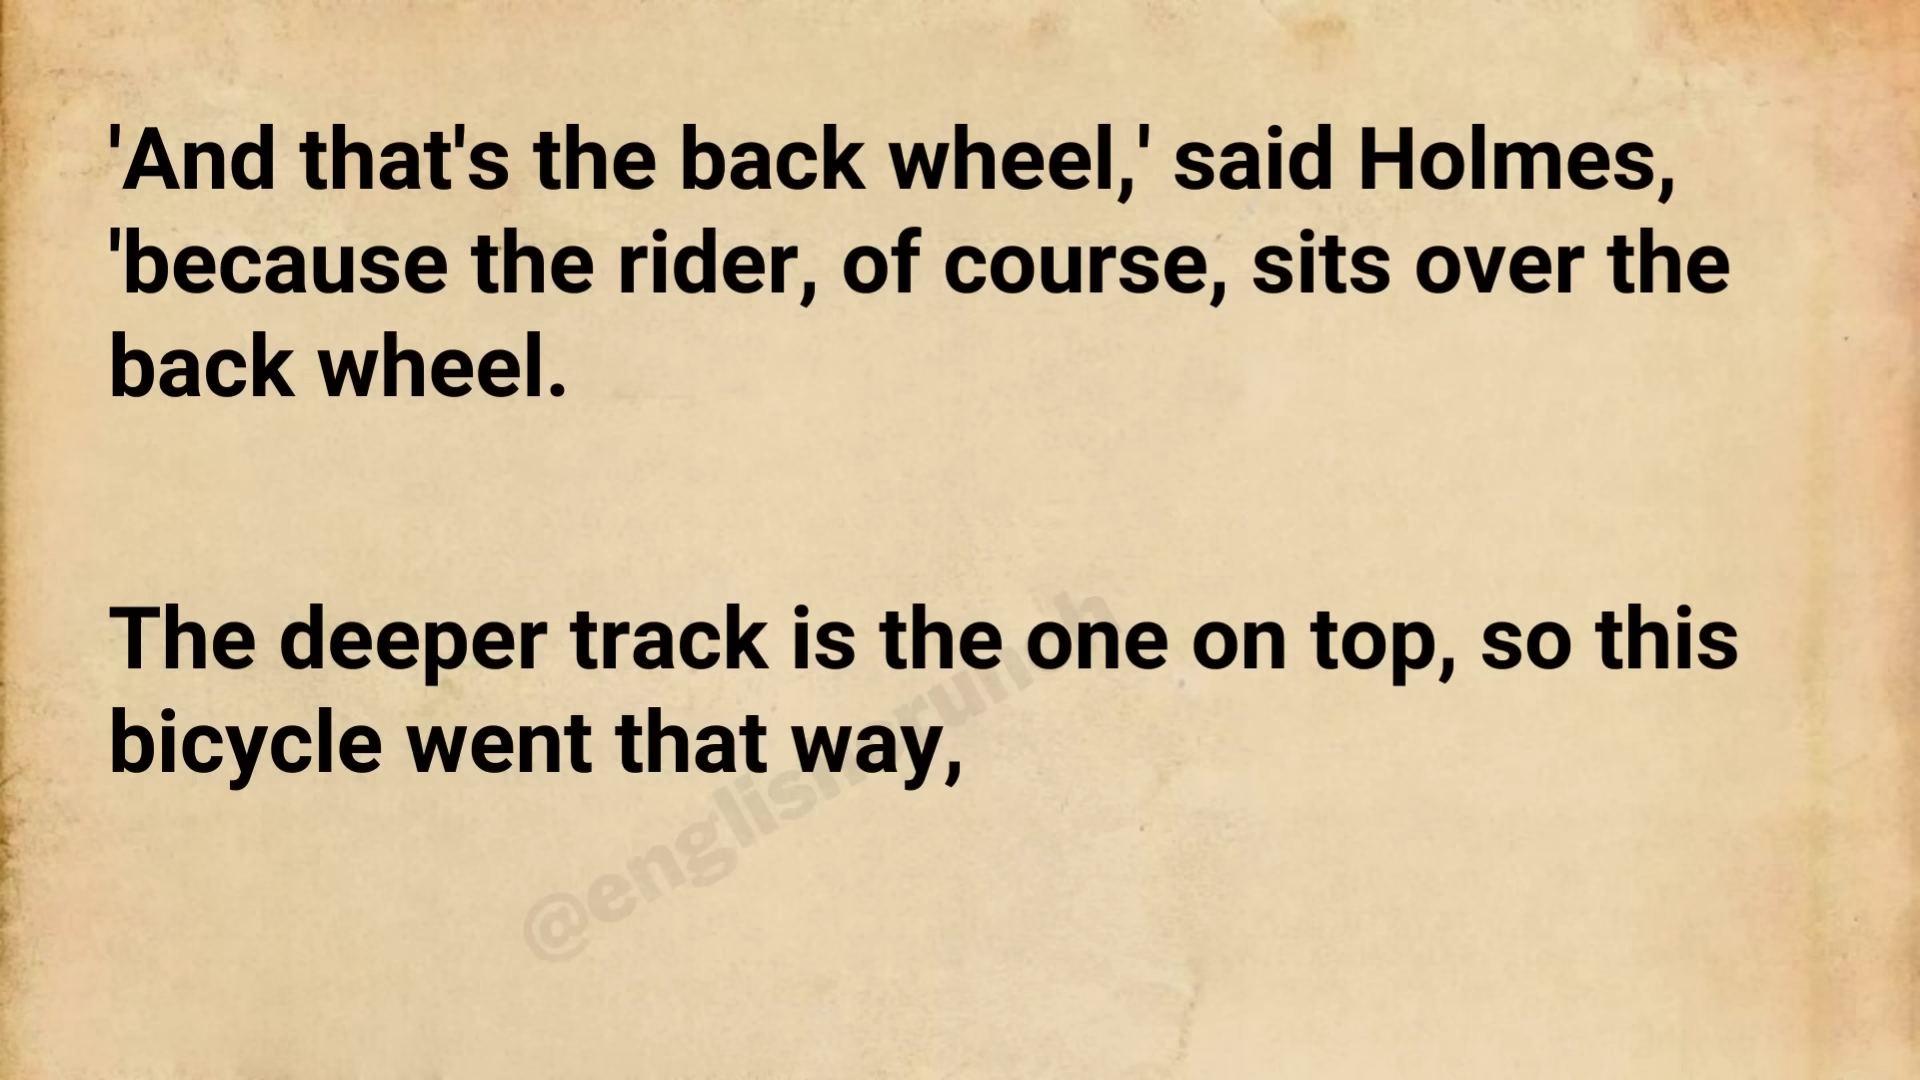 'And that's the back wheel,' said Holmes,
'because the rider, of course, sits over the
back wheel.
The deeper track is the one on top, so this
bicycle went that way,